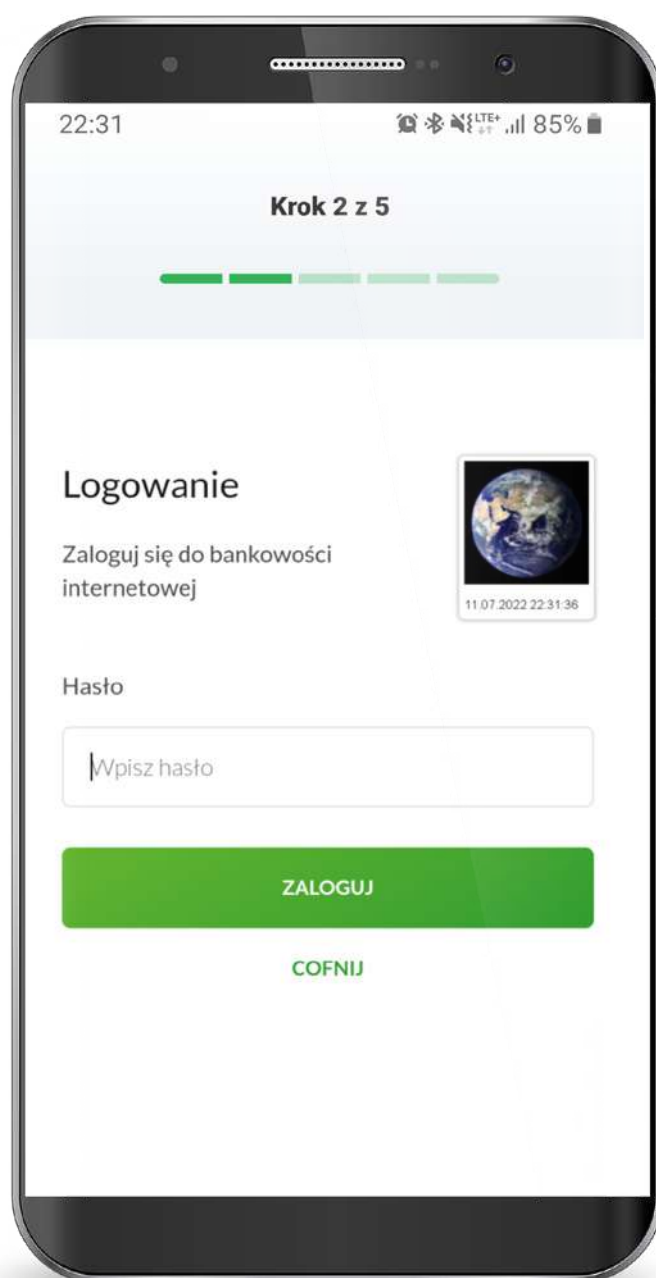 22:31
LTE+ 85%
Krok 2 z 5
Logowanie
Zaloguj się do bankowości
internetowej
11.07.2022 22:31:36
Hasło
Wpisz hasło
ZALOGUJ
COFNIJ